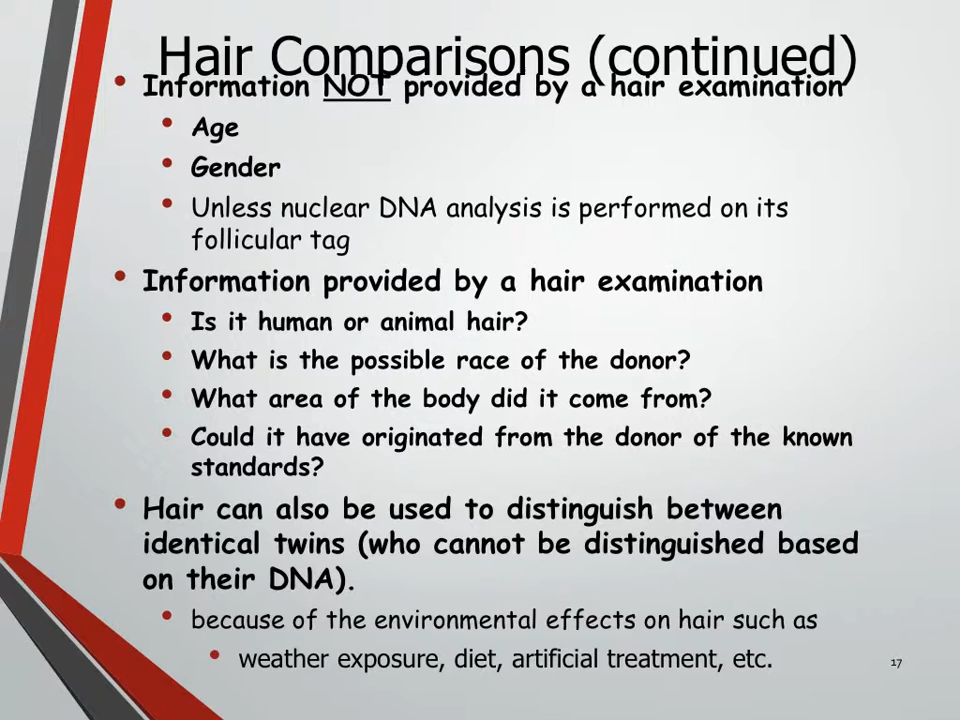 Hair Comparisons (continued)
• Information NOT provided by a hair examination
• Age
• Gender
• Unless nuclear DNA analysis is performed on its
follicular tag
• Information provided by a hair examination
• Is it human or animal hair?
• What is the possible race of the donor?
• What area of the body did it come from?
• Could it have originated from the donor of the known
standards?
• Hair can also be used to distinguish between
identical twins (who cannot be distinguished based
on their DNA).
• because of the environmental effects on hair such as
• weather exposure, diet, artificial treatment, etc.
17